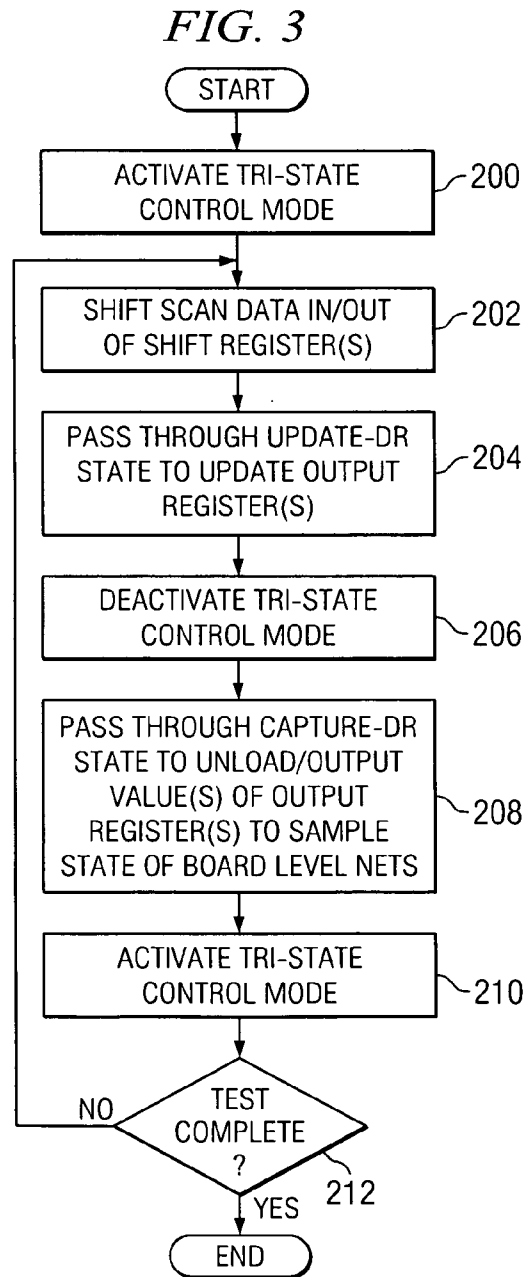 FIG. 3
START
ACTIVATE TRI-STATE
CONTROL MODE
200
SHIFT SCAN DATA IN/OUT
OF SHIFT REGISTER(S)
202
PASS THROUGH UPDATE-DR
STATE TO UPDATE OUTPUT
REGISTER(S)
204
DEACTIVATE TRI-STATE
CONTROL MODE
206
PASS THROUGH CAPTURE-DR
STATE TO UNLOAD/OUTPUT
VALUE(S) OF OUTPUT
REGISTER(S) TO SAMPLE
STATE OF BOARD LEVEL NETS
208
ACTIVATE TRI-STATE
CONTROL MODE
210
NO
TEST
COMPLETE
?
212
YES
END